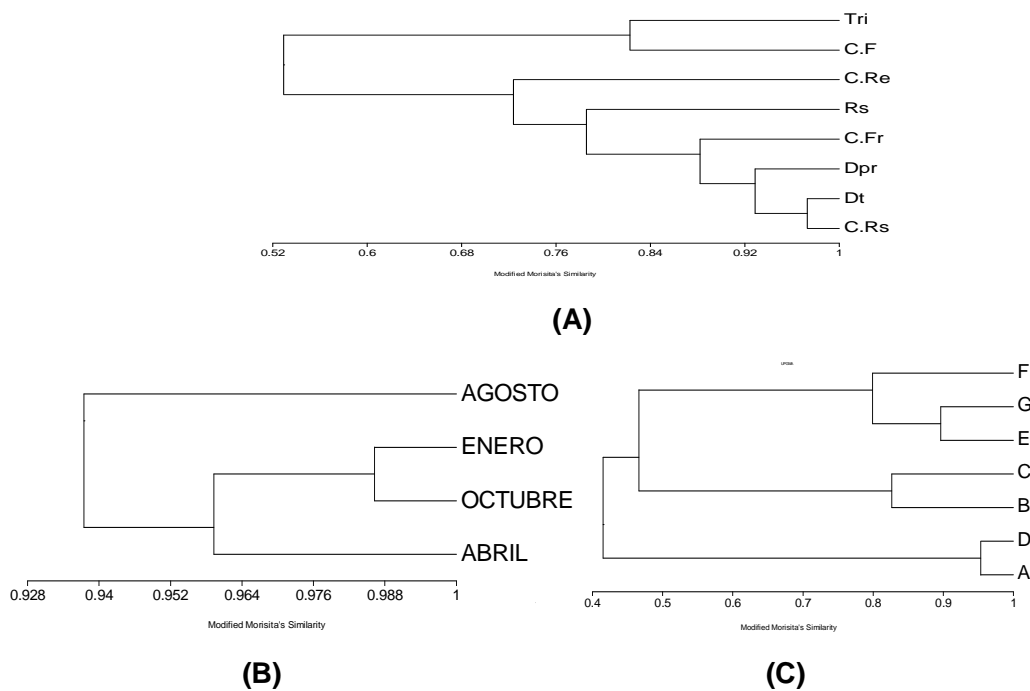 Tri
C.F
C.Re
Rs
C.Fr
Dpr
Dt
C.Rs
0.52 0.6 0.68 0.76 0.84 0.92 1
Modified Morisita's Similarity
(A)
AGOSTO
ENERO
OCTUBRE
ABRIL
0.928 0.94 0.952 0.964 0.976 0.988 1
Modified Morisita's Similarity
(B)
UPGMA
F
G
E
C
B
D
A
0.4 0.5 0.6 0.7 0.8 0.9 1
Modified Morisita's Similarity
(C)